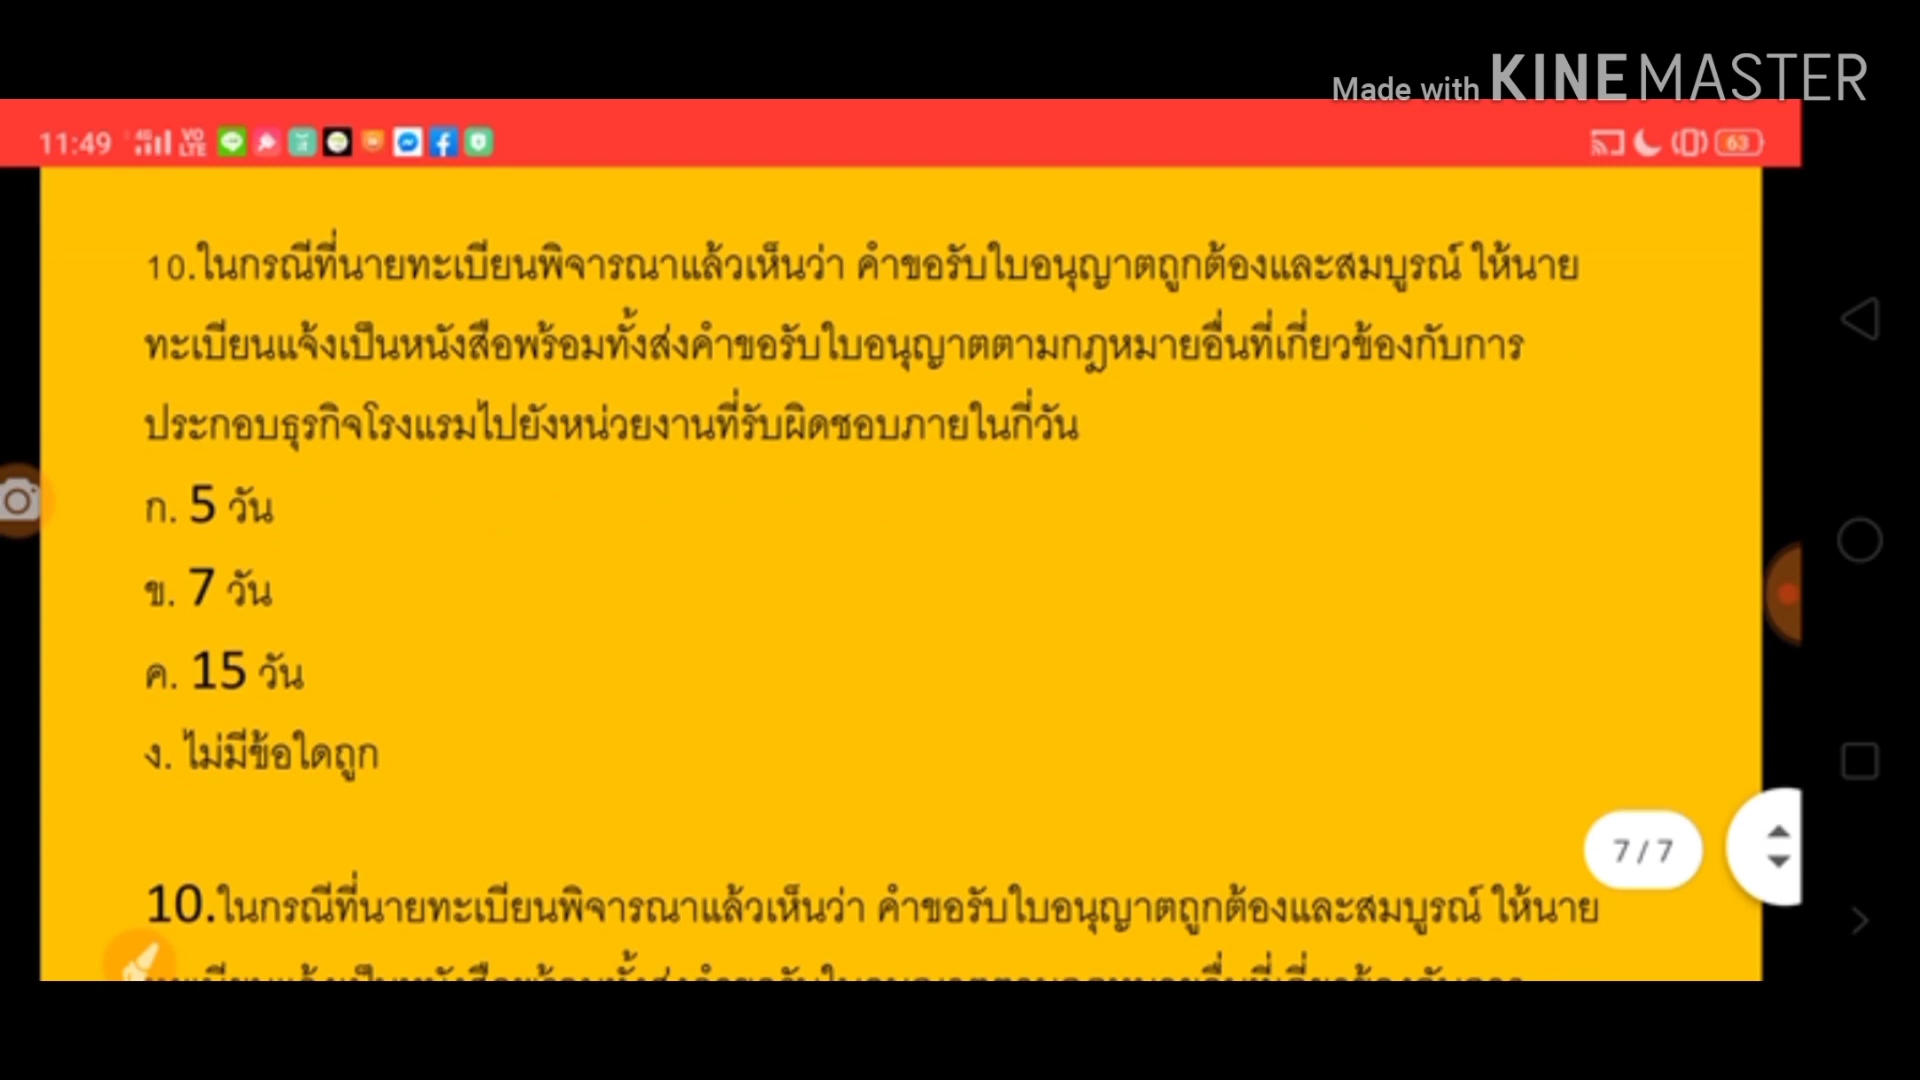 Made with KINEMASTER
11:49 4G VO LTE 63
10.ในกรณีที่นายทะเบียนพิจารณาแล้วเห็นว่า คำขอรับใบอนุญาตถูกต้องและสมบูรณ์ ให้นาย
ทะเบียนแจ้งเป็นหนังสือพร้อมทั้งส่งคำขอรับใบอนุญาตตามกฎหมายอื่นที่เกี่ยวข้องกับการ
ประกอบธุรกิจโรงแรมไปยังหน่วยงานที่รับผิดชอบภายในกี่วัน
ก. 5 วัน
ข. 7 วัน
ค. 15 วัน
ง. ไม่มีข้อใดถูก
7 / 7
10.ในกรณีที่นายทะเบียนพิจารณาแล้วเห็นว่า คำขอรับใบอนุญาตถูกต้องและสมบูรณ์ ให้นาย